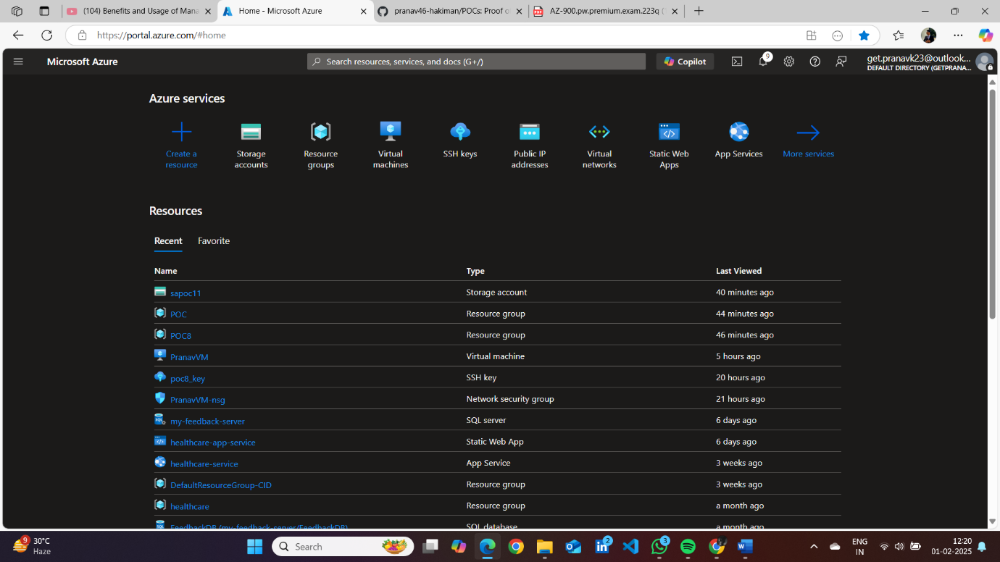 (104) Benefits and Usage of Mana
Home - Microsoft Azure
pranav46-hakiman/POCs: Proof o
AZ-900.pw.premium.exam.223q (
https://portal.azure.com/#home
Microsoft Azure
Search resources, services, and docs (G+/)
Copilot
9
get.pranavk23@outlook...
DEFAULT DIRECTORY (GETPRANA...
Azure services
Create a resource
Storage accounts
Resource groups
Virtual machines
SSH keys
Public IP addresses
Virtual networks
Static Web Apps
App Services
More services
Resources
Recent Favorite
Name Type Last Viewed
sapoc11 Storage account 40 minutes ago
POC Resource group 44 minutes ago
POC8 Resource group 46 minutes ago
PranavVM Virtual machine 5 hours ago
poc8_key SSH key 20 hours ago
PranavVM-nsg Network security group 21 hours ago
my-feedback-server SQL server 6 days ago
healthcare-app-service Static Web App 6 days ago
healthcare-service App Service 3 weeks ago
DefaultResourceGroup-CID Resource group 3 weeks ago
healthcare Resource group a month ago
FeedbackDB (my-feedback-server/FeedbackDB) SQL database a month ago
9
30°C
Haze
Search
2
3
ENG
IN
12:20
01-02-2025